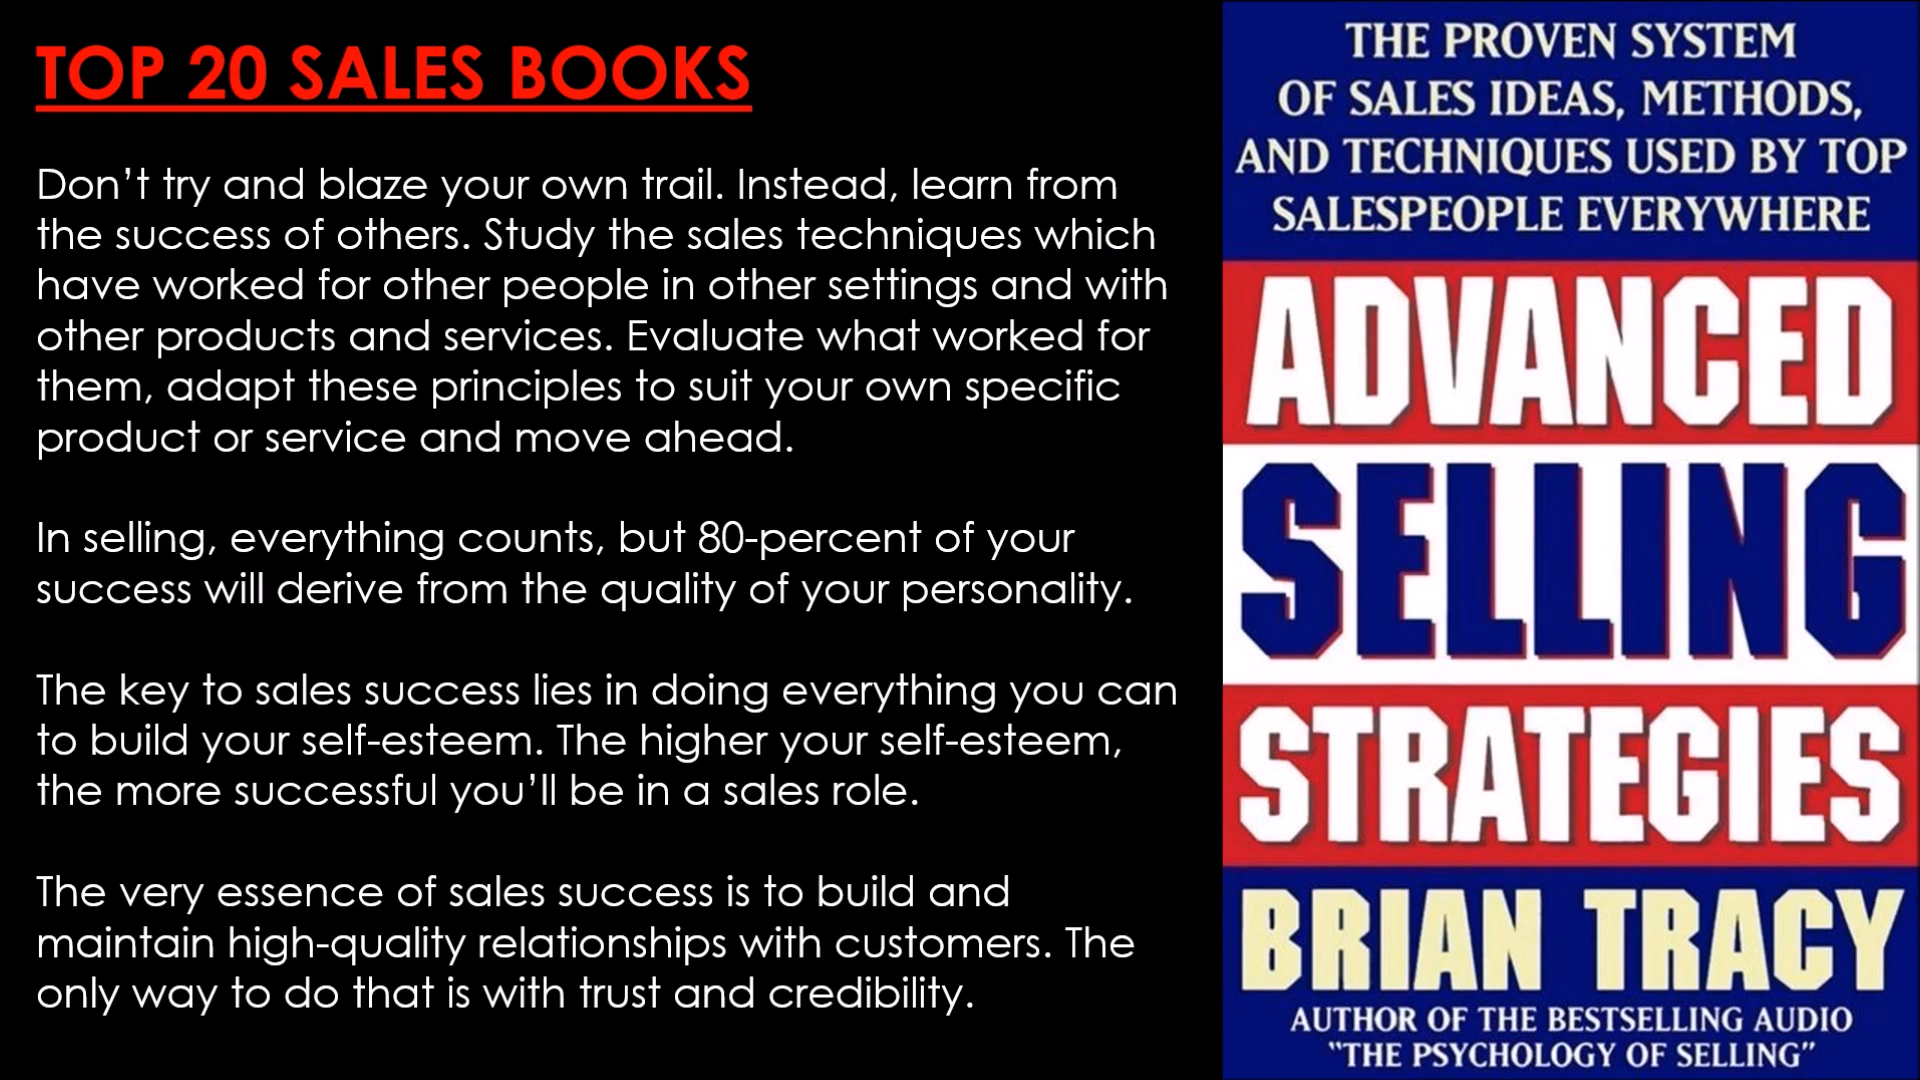 TOP 20 SALES BOOKS
Don’t try and blaze your own trail. Instead, learn from
the success of others. Study the sales techniques which
have worked for other people in other settings and with
other products and services. Evaluate what worked for
them, adapt these principles to suit your own specific
product or service and move ahead.
In selling, everything counts, but 80-percent of your
success will derive from the quality of your personality.
The key to sales success lies in doing everything you can
to build your self-esteem. The higher your self-esteem,
the more successful you’ll be in a sales role.
The very essence of sales success is to build and
maintain high-quality relationships with customers. The
only way to do that is with trust and credibility.
THE PROVEN SYSTEM
OF SALES IDEAS, METHODS,
AND TECHNIQUES USED BY TOP
SALESPEOPLE EVERYWHERE
ADVANCED
SELLING
STRATEGIES
BRIAN TRACY
AUTHOR OF THE BESTSELLING AUDIO
“THE PSYCHOLOGY OF SELLING”